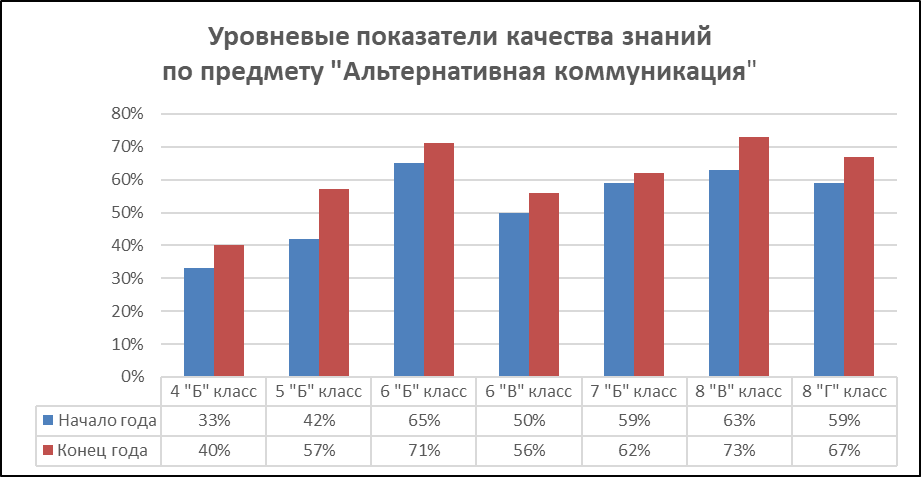 Уровневые показатели качества знаний
по предмету "Альтернативная коммуникация"
80%
70%
60%
50%
40%
30%
20%
10%
0%
4 "Б" класс 5 "Б" класс 6 "Б" класс 6 "В" класс 7 "Б" класс 8 "В" класс 8 "Г" класс
Начало года 33% 42% 65% 50% 59% 63% 59%
Конец года 40% 57% 71% 56% 62% 73% 67%